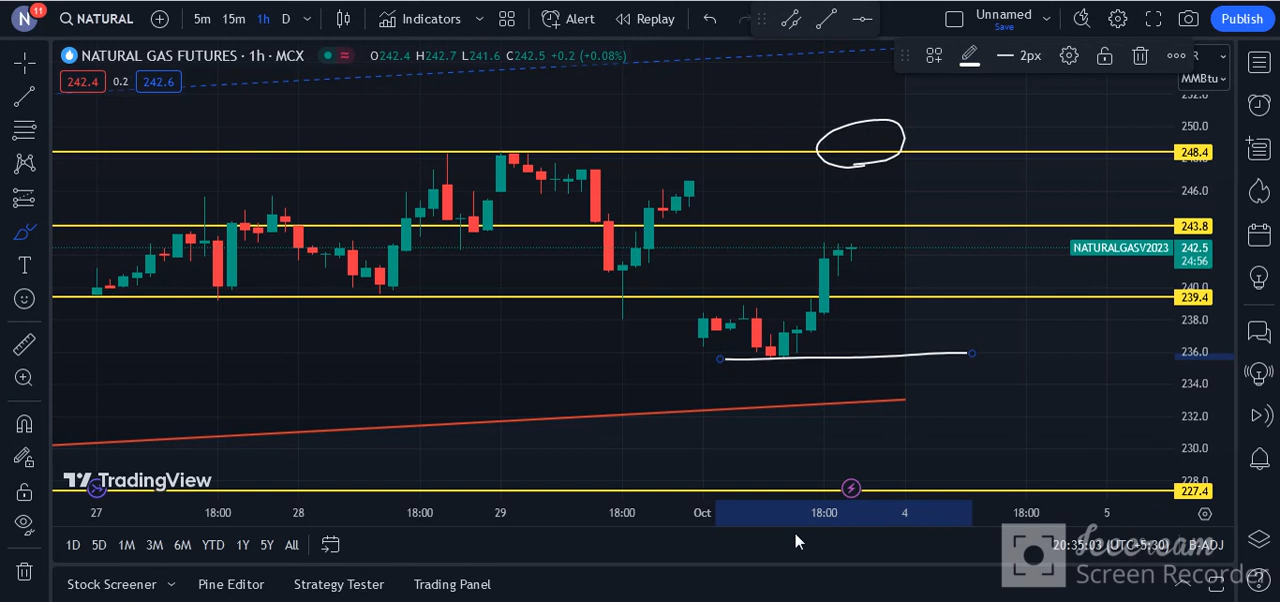 N 11 NATURAL 5m 15m 1h D Indicators Alert Replay Unnamed Save Publish
NATURAL GAS FUTURES · 1h · MCX O242.4 H242.7 L241.6 C242.5 +0.2 (+0.08%)
2px
242.4 0.2 242.6
MMBtu
252.0
250.0
248.4
246.0
243.8
NATURALGASV2023 242.5
24:56
240.0
239.4
238.0
236.0
234.0
232.0
230.0
228.0
227.4
TradingView
27 18:00 28 18:00 29 18:00 Oct 18:00 4 18:00 5
1D 5D 1M 3M 6M YTD 1Y 5Y All 20:35:03 (UTC+5:30) B-ADJ
Icecream
Screen Recorder
Stock Screener Pine Editor Strategy Tester Trading Panel